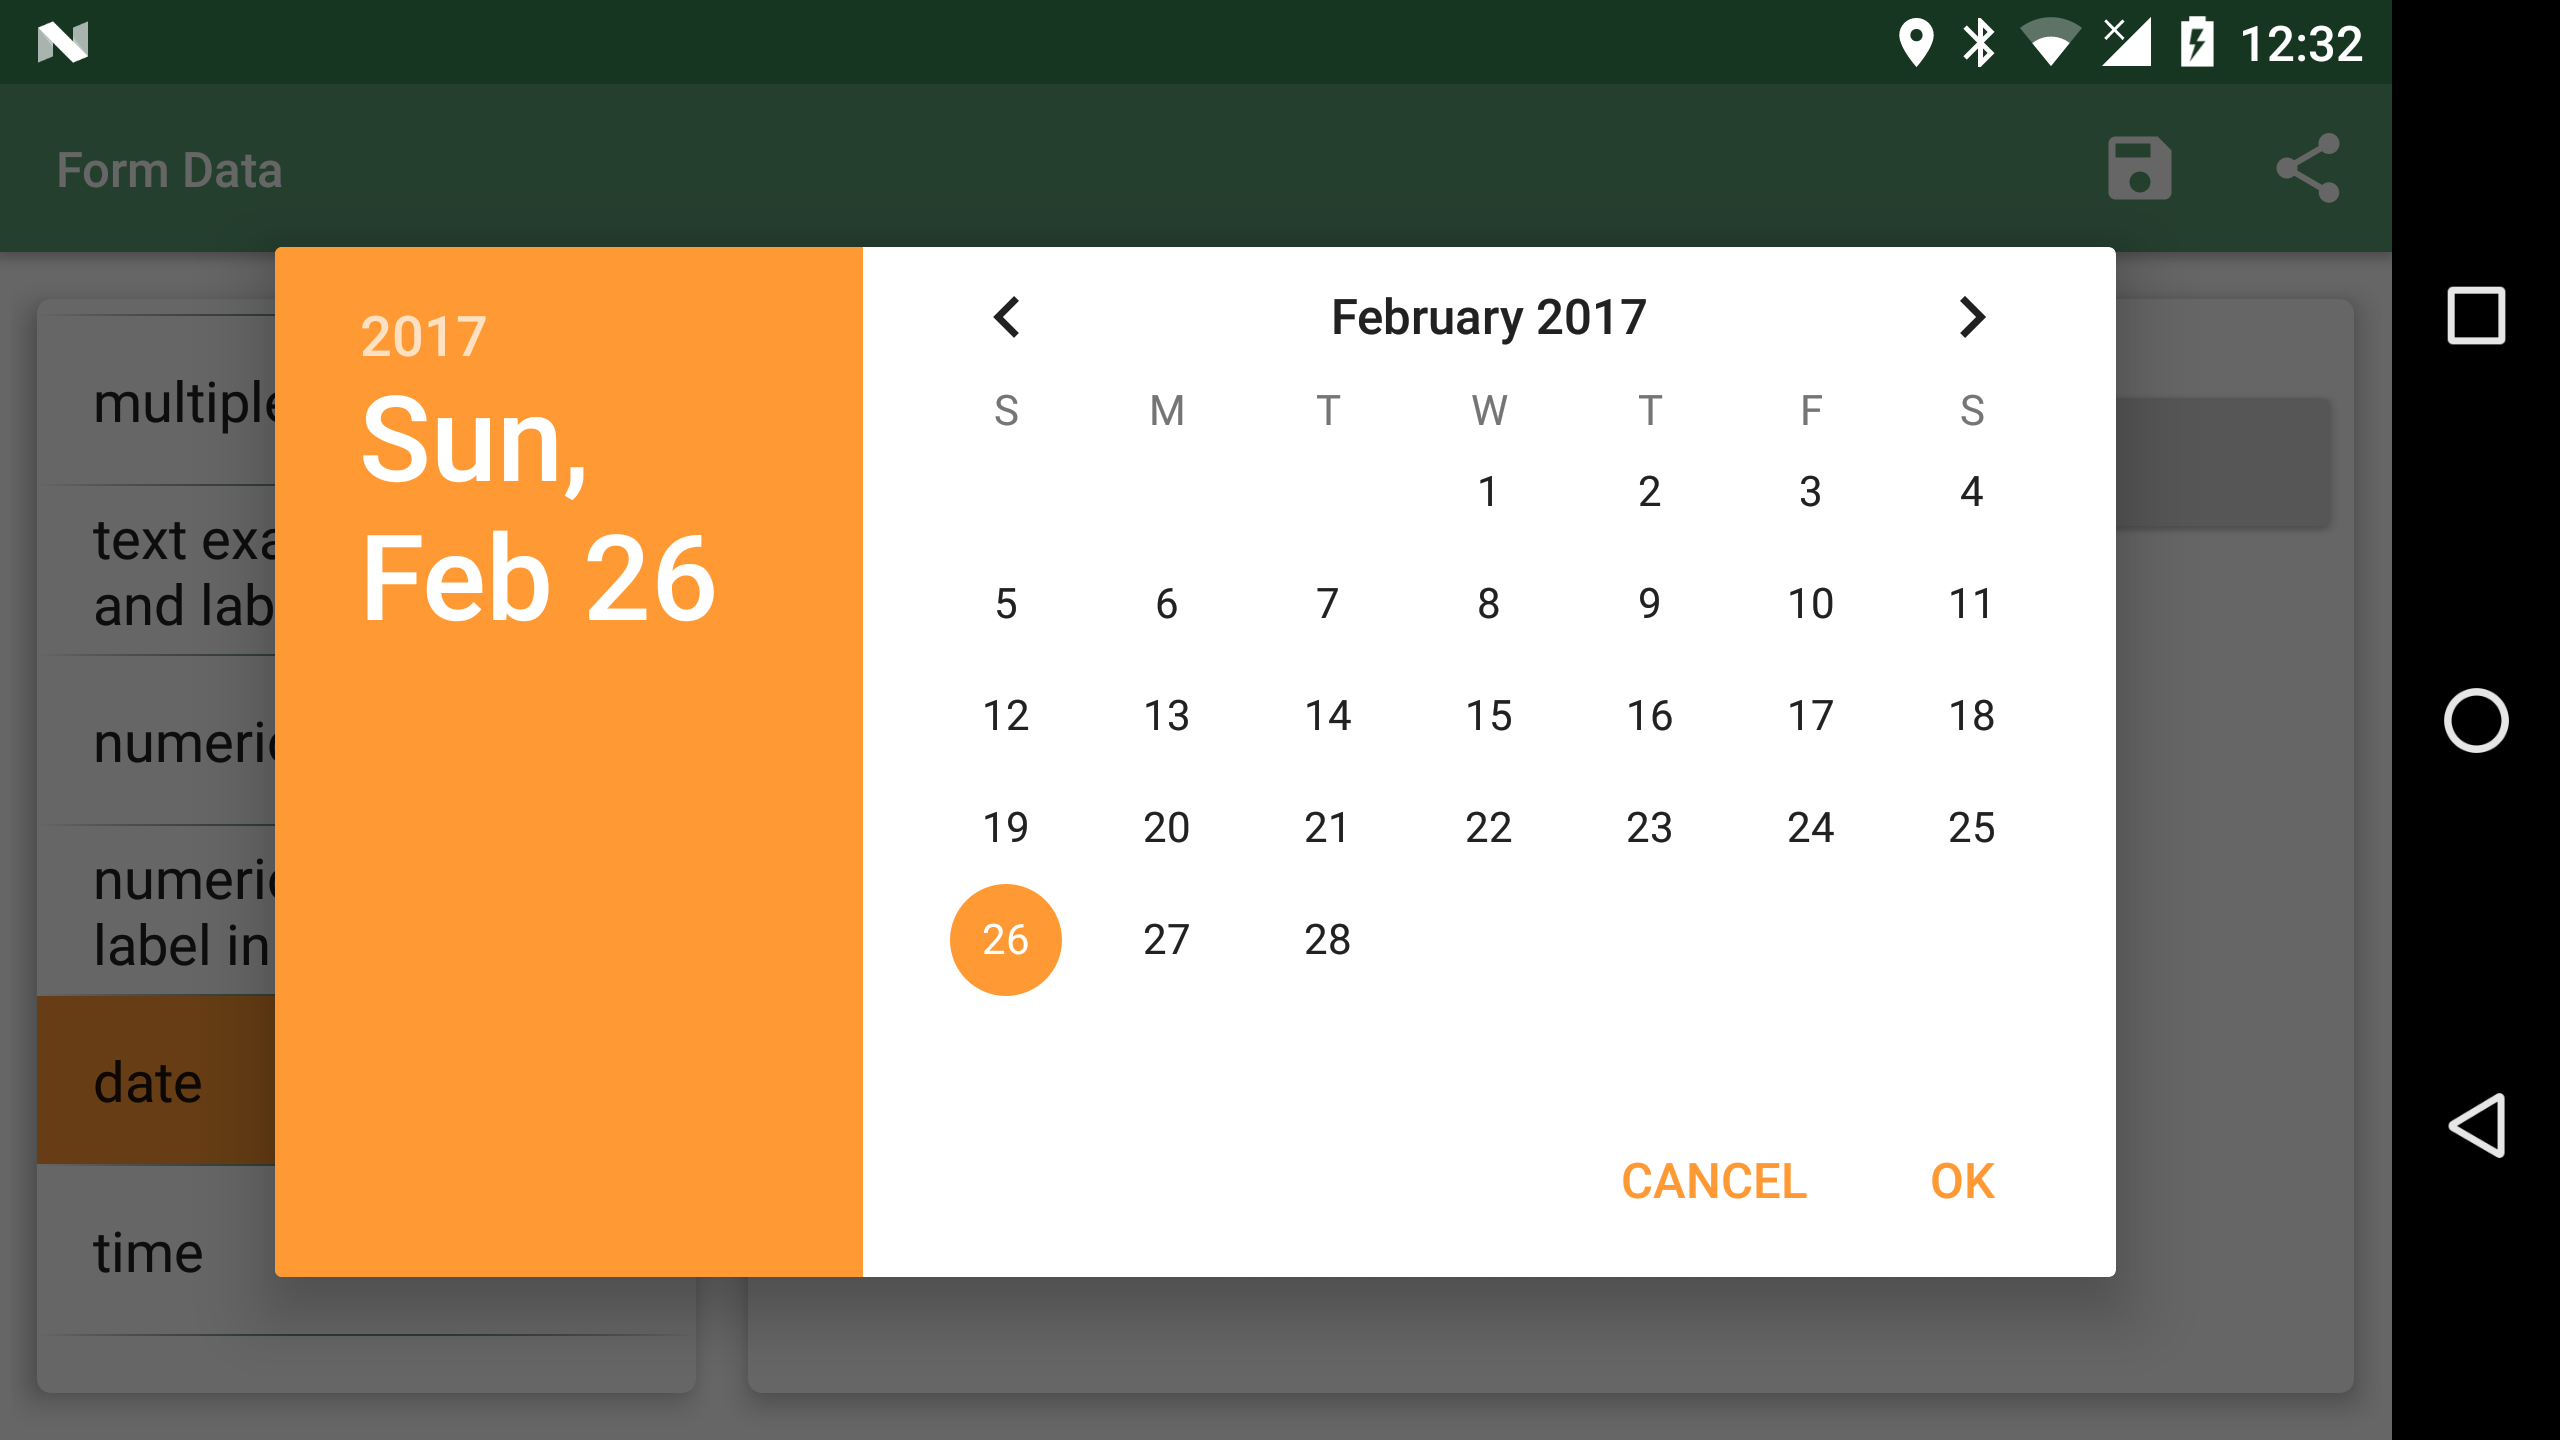 12:32
Form Data
multiple
text exa
and lab
numeric
numeric
label in
date
time
2017
Sun,
Feb 26
February 2017
S M T W T F S
1 2 3 4
5 6 7 8 9 10 11
12 13 14 15 16 17 18
19 20 21 22 23 24 25
26 27 28
CANCEL OK